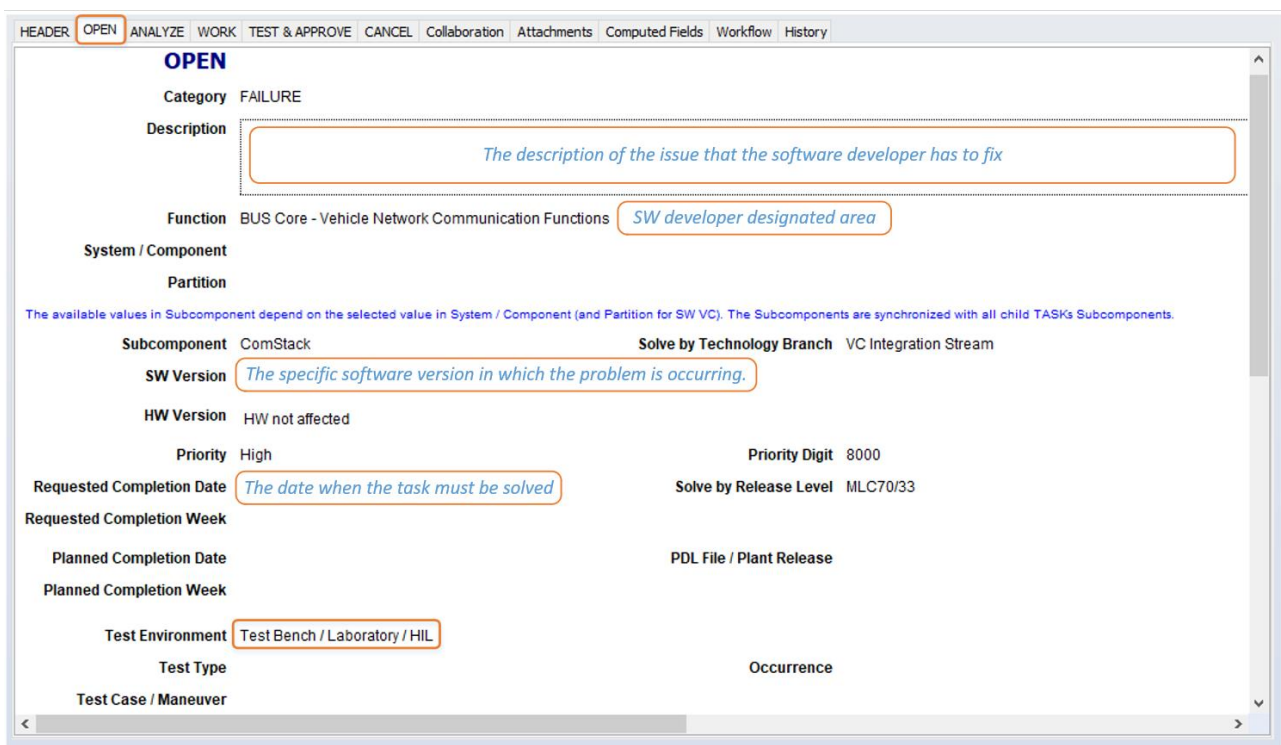 HEADER OPEN ANALYZE WORK TEST & APPROVE CANCEL Collaboration Attachments Computed Fields Workflow History
OPEN
Category FAILURE
Description
The description of the issue that the software developer has to fix
Function BUS Core - Vehicle Network Communication Functions SW developer designated area
System / Component
Partition
The available values in Subcomponent depend on the selected value in System / Component (and Partition for SW VC). The Subcomponents are synchronized with all child TASKs Subcomponents.
Subcomponent ComStack Solve by Technology Branch VC Integration Stream
SW Version The specific software version in which the problem is occurring.
HW Version HW not affected
Priority High Priority Digit 8000
Requested Completion Date The date when the task must be solved Solve by Release Level MLC70/33
Requested Completion Week
Planned Completion Date PDL File / Plant Release
Planned Completion Week
Test Environment Test Bench / Laboratory / HIL
Test Type Occurrence
Test Case / Maneuver